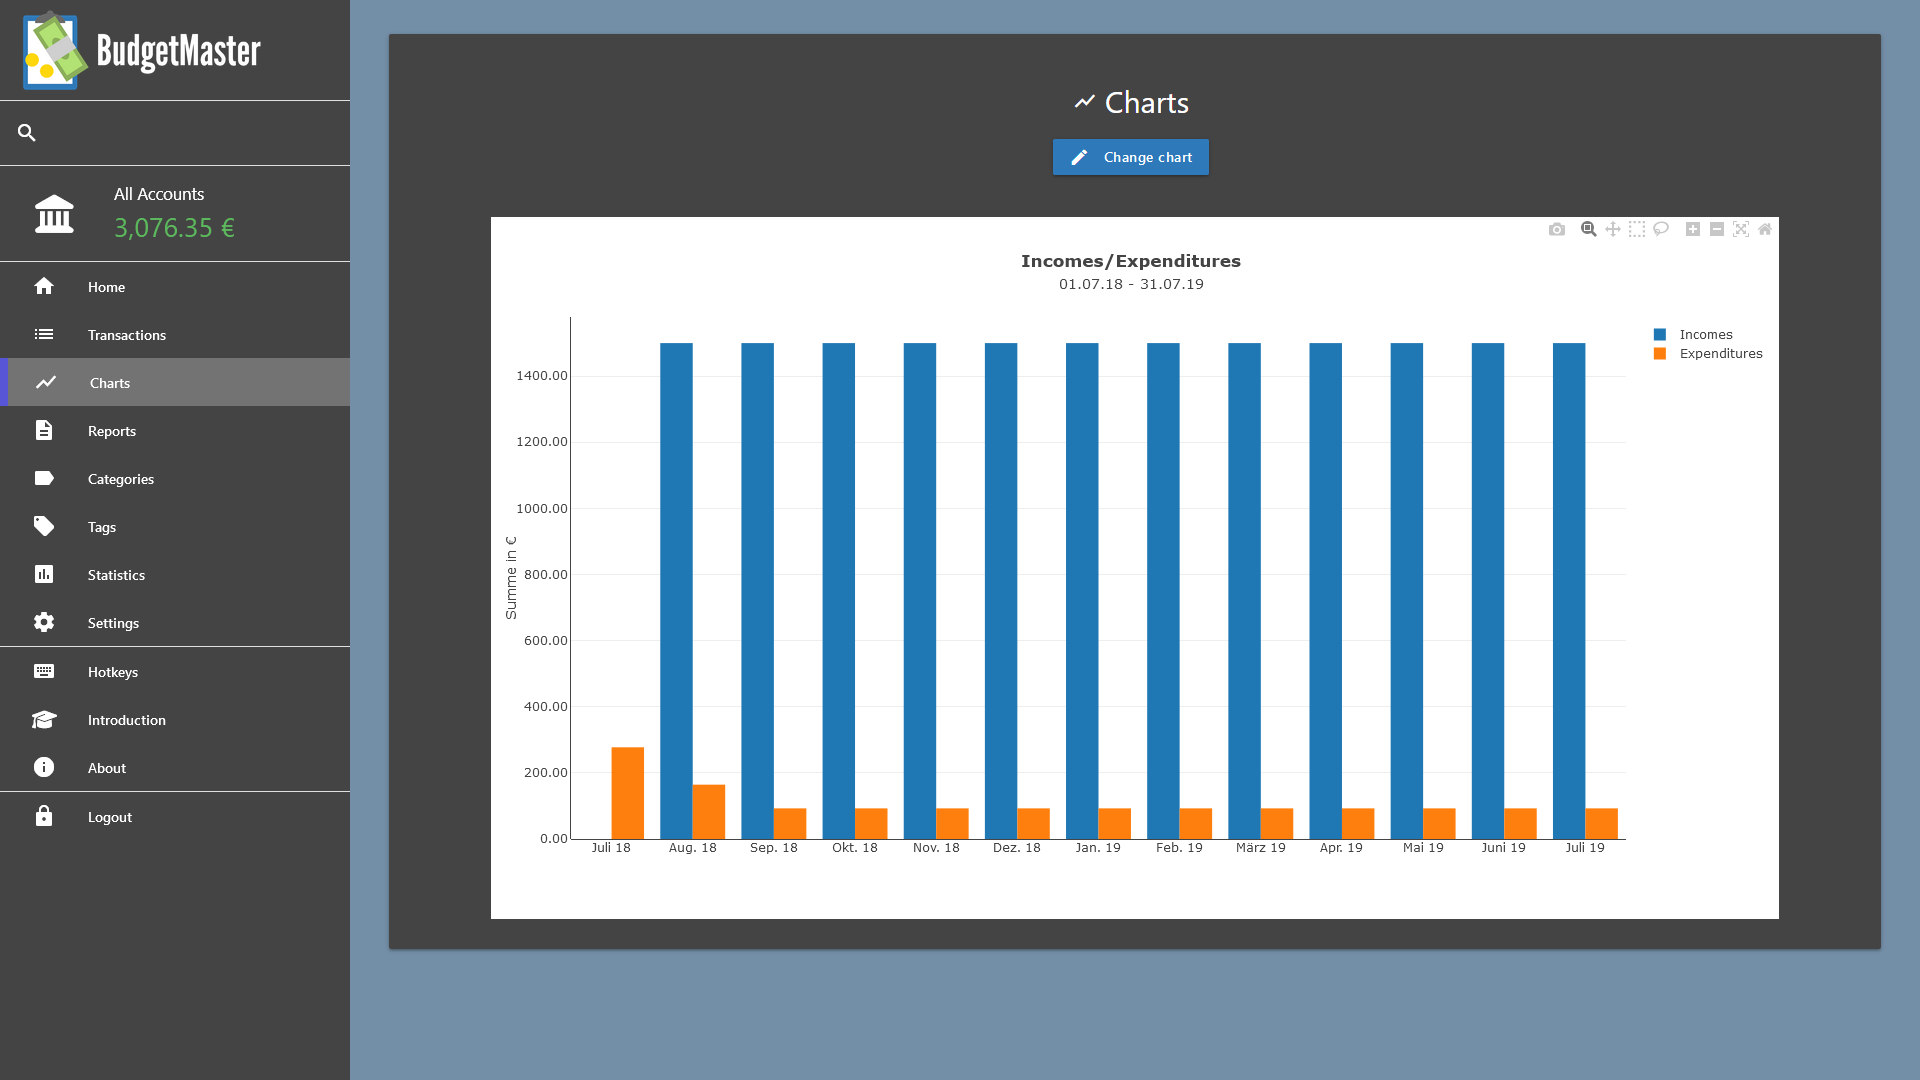 BudgetMaster
All Accounts
3,076.35 €
Home
Transactions
Charts
Reports
Categories
Tags
Statistics
Settings
Hotkeys
Introduction
About
Logout
Charts
Change chart
Incomes/Expenditures
01.07.18 - 31.07.19
Incomes
Expenditures
Summe in €
1400.00
1200.00
1000.00
800.00
600.00
400.00
200.00
0.00
Juli 18 Aug. 18 Sep. 18 Okt. 18 Nov. 18 Dez. 18 Jan. 19 Feb. 19 März 19 Apr. 19 Mai 19 Juni 19 Juli 19